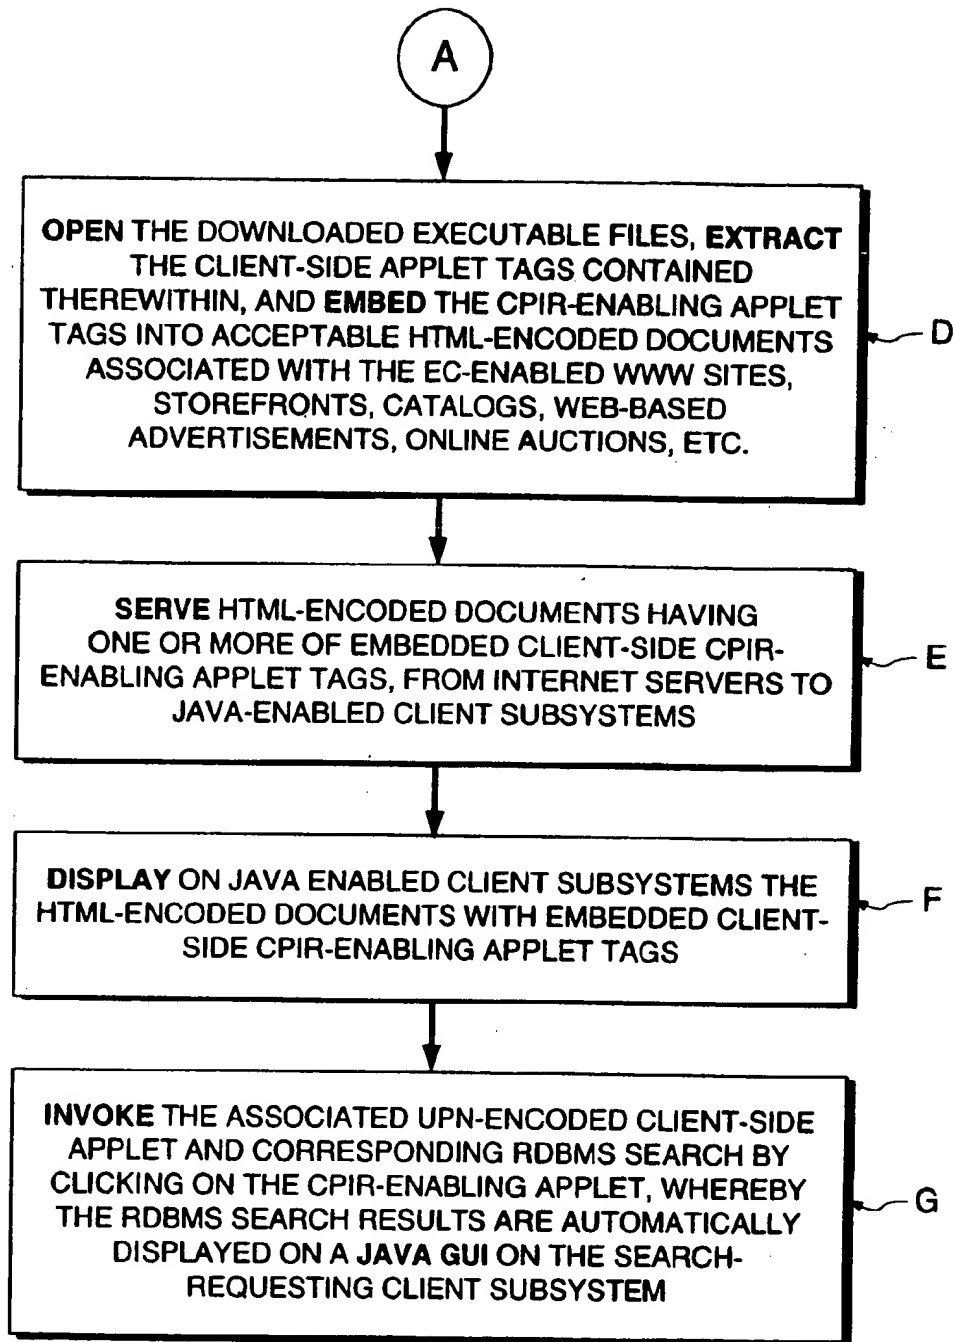 A
OPEN THE DOWNLOADED EXECUTABLE FILES, EXTRACT
THE CLIENT-SIDE APPLET TAGS CONTAINED
THEREWITHIN, AND EMBED THE CPIR-ENABLING APPLET
TAGS INTO ACCEPTABLE HTML-ENCODED DOCUMENTS
ASSOCIATED WITH THE EC-ENABLED WWW SITES,
STOREFRONTS, CATALOGS, WEB-BASED
ADVERTISEMENTS, ONLINE AUCTIONS, ETC.
D
SERVE HTML-ENCODED DOCUMENTS HAVING
ONE OR MORE OF EMBEDDED CLIENT-SIDE CPIR-
ENABLING APPLET TAGS, FROM INTERNET SERVERS TO
JAVA-ENABLED CLIENT SUBSYSTEMS
E
DISPLAY ON JAVA ENABLED CLIENT SUBSYSTEMS THE
HTML-ENCODED DOCUMENTS WITH EMBEDDED CLIENT-
SIDE CPIR-ENABLING APPLET TAGS
F
INVOKE THE ASSOCIATED UPN-ENCODED CLIENT-SIDE
APPLET AND CORRESPONDING RDBMS SEARCH BY
CLICKING ON THE CPIR-ENABLING APPLET, WHEREBY
THE RDBMS SEARCH RESULTS ARE AUTOMATICALLY
DISPLAYED ON A JAVA GUI ON THE SEARCH-
REQUESTING CLIENT SUBSYSTEM
G